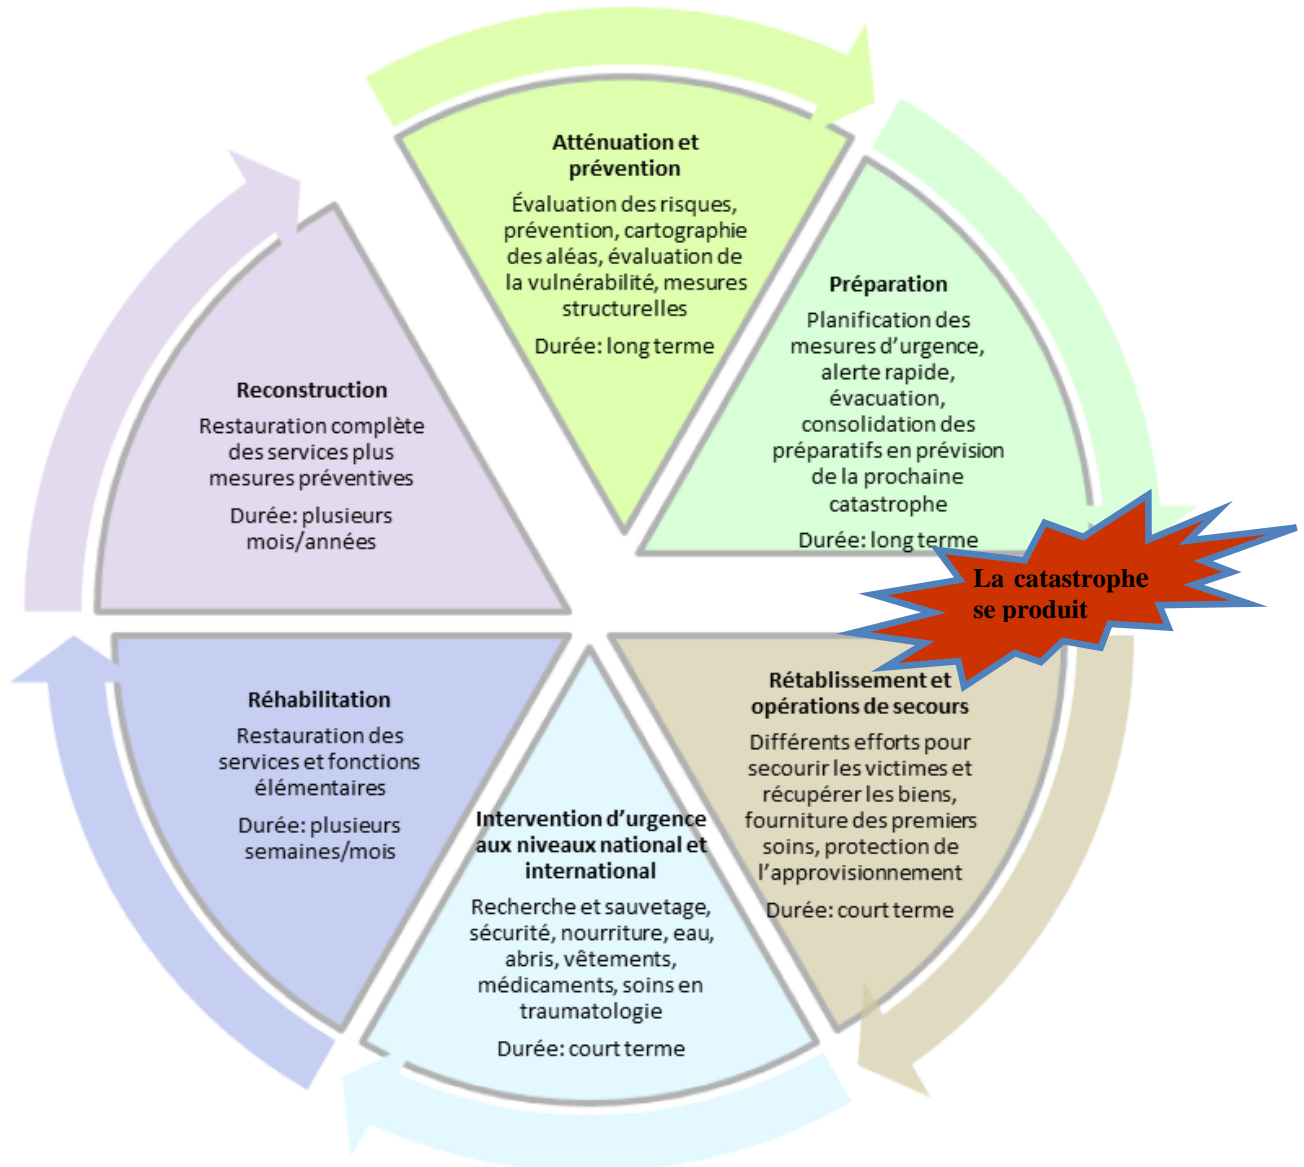 Atténuation et
prévention
Évaluation des risques,
prévention, cartographie
des aléas, évaluation de
la vulnérabilité, mesures
structurelles
Durée: long terme
Préparation
Planification des
mesures d’urgence,
alerte rapide,
évacuation,
consolidation des
préparatifs en prévision
de la prochaine
catastrophe
Durée: long terme
La catastrophe
se produit
Rétablissement et
opérations de secours
Différents efforts pour
secourir les victimes et
récupérer les biens,
fourniture des premiers
soins, protection de
l’approvisionnement
Durée: court terme
Intervention d’urgence
aux niveaux national et
international
Recherche et sauvetage,
sécurité, nourriture, eau,
abris, vêtements,
médicaments, soins en
traumatologie
Durée: court terme
Réhabilitation
Restauration des
services et fonctions
élémentaires
Durée: plusieurs
semaines/mois
Reconstruction
Restauration complète
des services plus
mesures préventives
Durée: plusieurs
mois/années